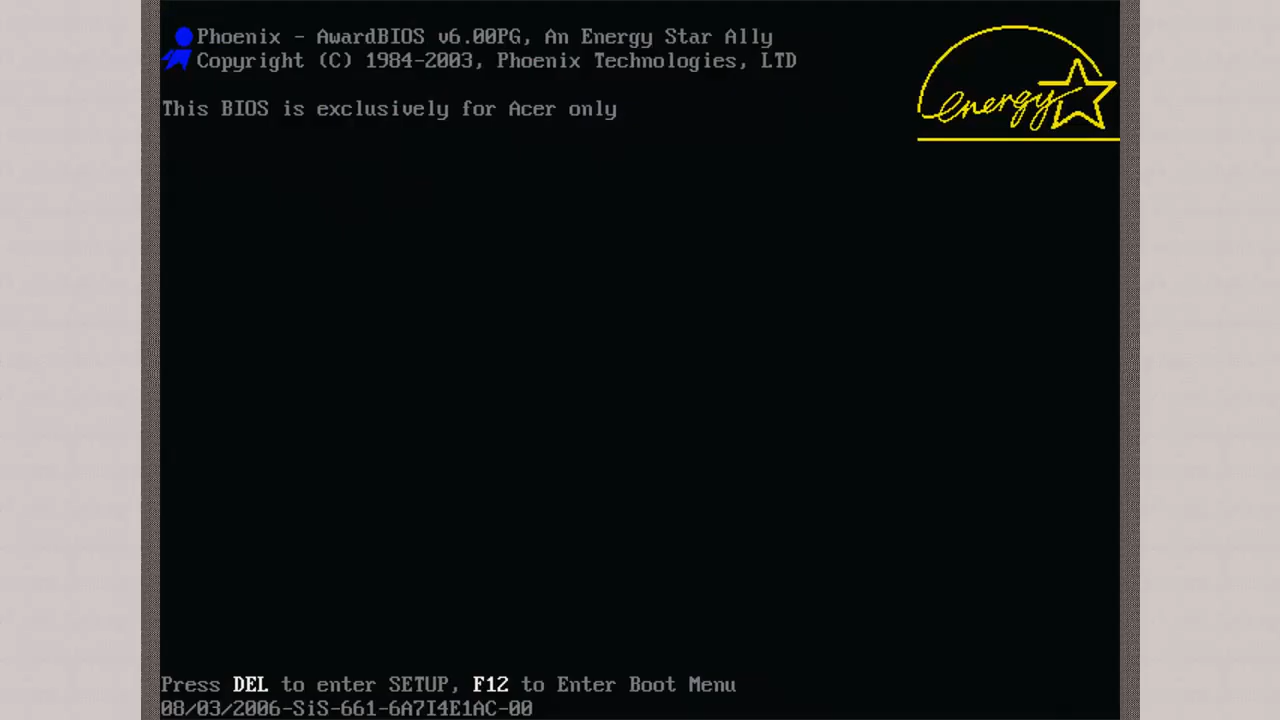 Phoenix - AwardBIOS v6.00PG, An Energy Star Ally
Copyright (C) 1984-2003, Phoenix Technologies, LTD
energy
This BIOS is exclusively for Acer only
Press DEL to enter SETUP, F12 to Enter Boot Menu
08/03/2006-SiS-661-6A7I4E1AC-00